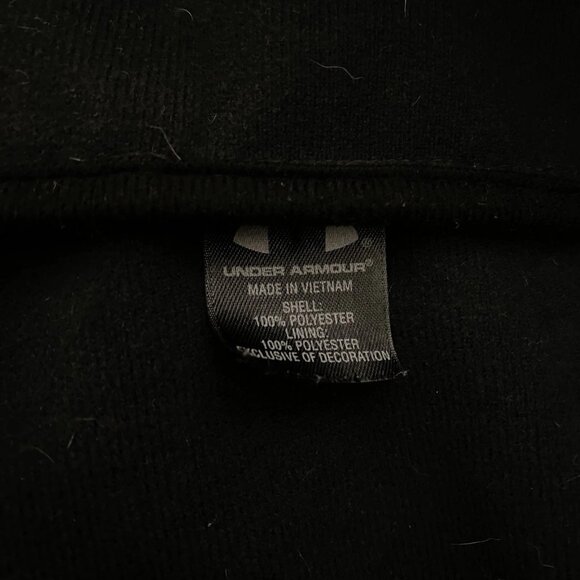 UNDER ARMOUR®
MADE IN VIETNAM
SHELL:
100% POLYESTER
LINING:
100% POLYESTER
EXCLUSIVE OF DECORATION